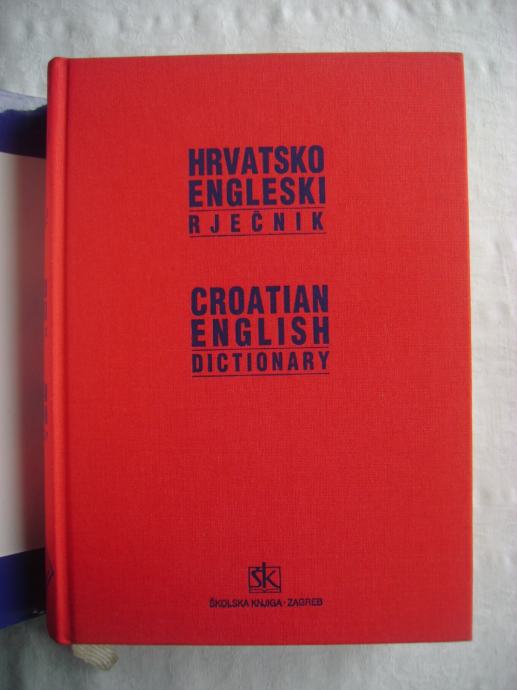 HRVATSKO
ENGLESKI
RJEČNIK
CROATIAN
ENGLISH
DICTIONARY
ŠK
ŠKOLSKA KNJIGA · ZAGREB